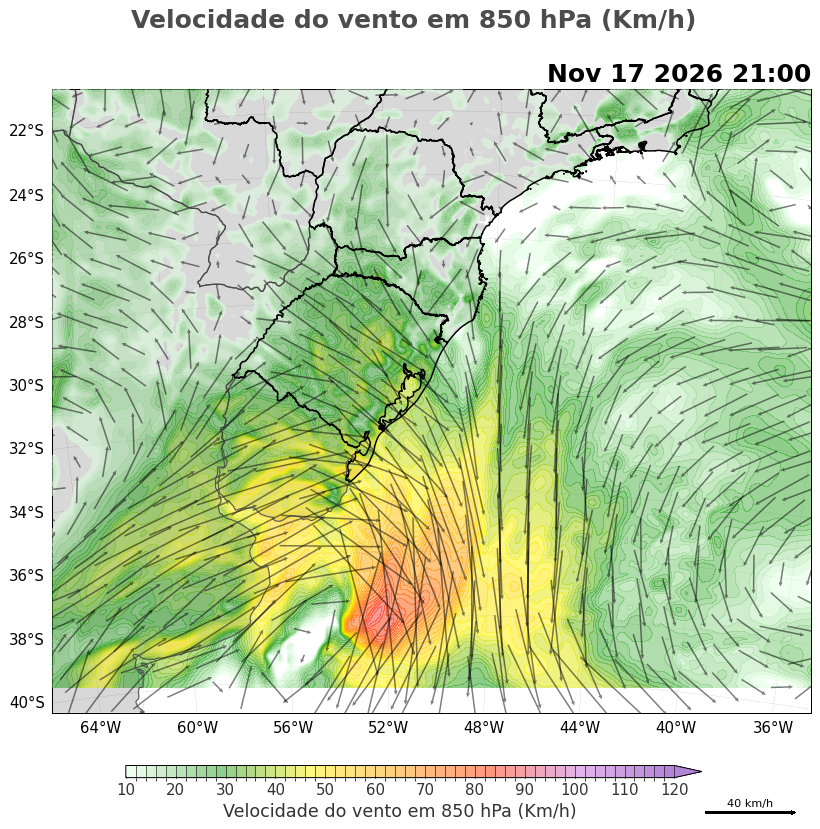 Velocidade do vento em 850 hPa (Km/h)
Nov 17 2026 21:00
22°S
24°S
26°S
28°S
30°S
32°S
34°S
36°S
38°S
40°S
64°W 60°W 56°W 52°W 48°W 44°W 40°W 36°W
10 20 30 40 50 60 70 80 90 100 110 120
Velocidade do vento em 850 hPa (Km/h)
40 km/h